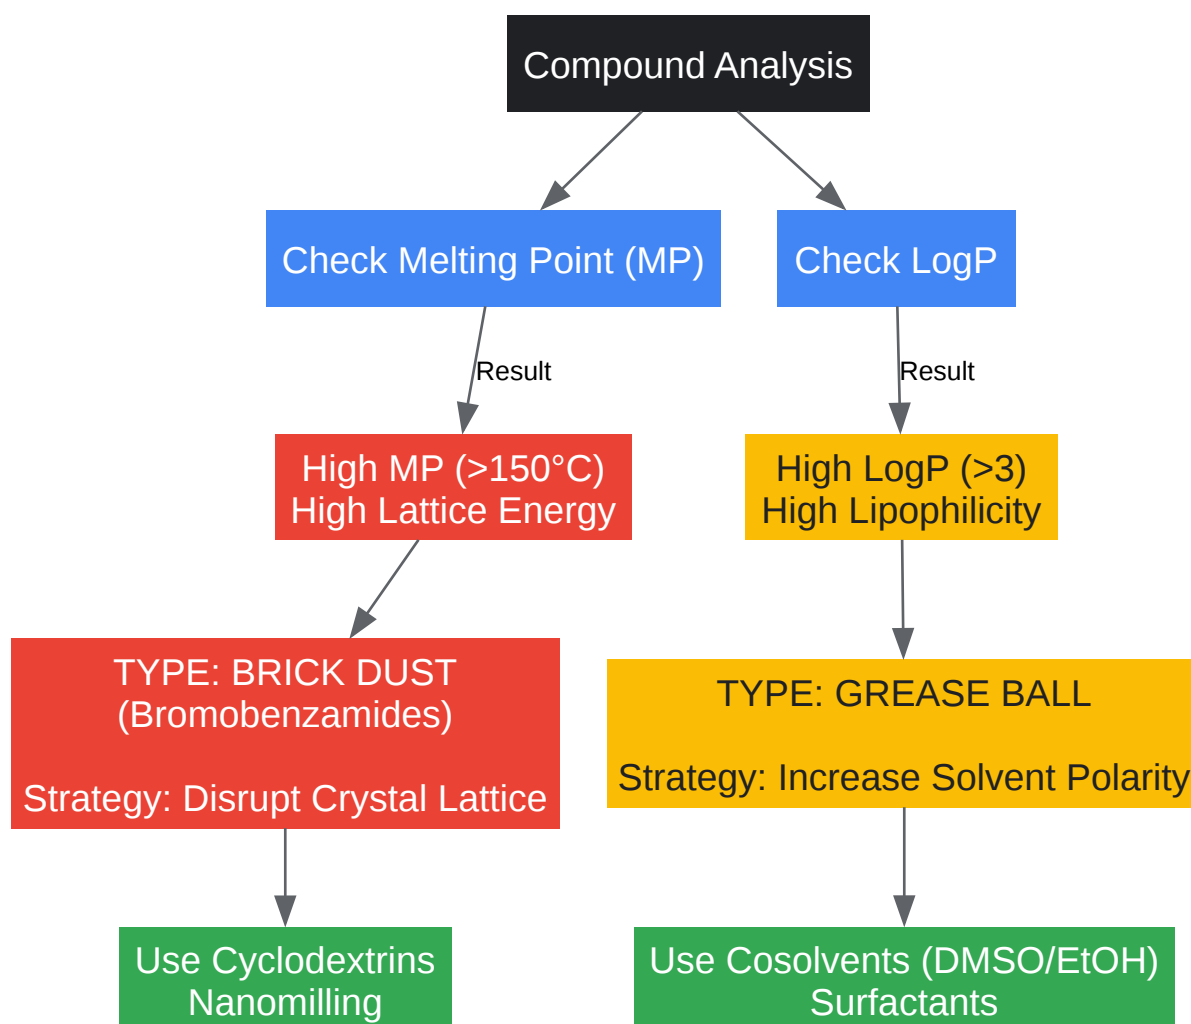 Compound Analysis
Check Melting Point (MP)
Check LogP
Result
Result
High MP (>150°C)
High Lattice Energy
High LogP (>3)
High Lipophilicity
TYPE: BRICK DUST
(Bromobenzamides)
Strategy: Disrupt Crystal Lattice
TYPE: GREASE BALL
Strategy: Increase Solvent Polarity
Use Cyclodextrins
Nanomilling
Use Cosolvents (DMSO/EtOH)
Surfactants